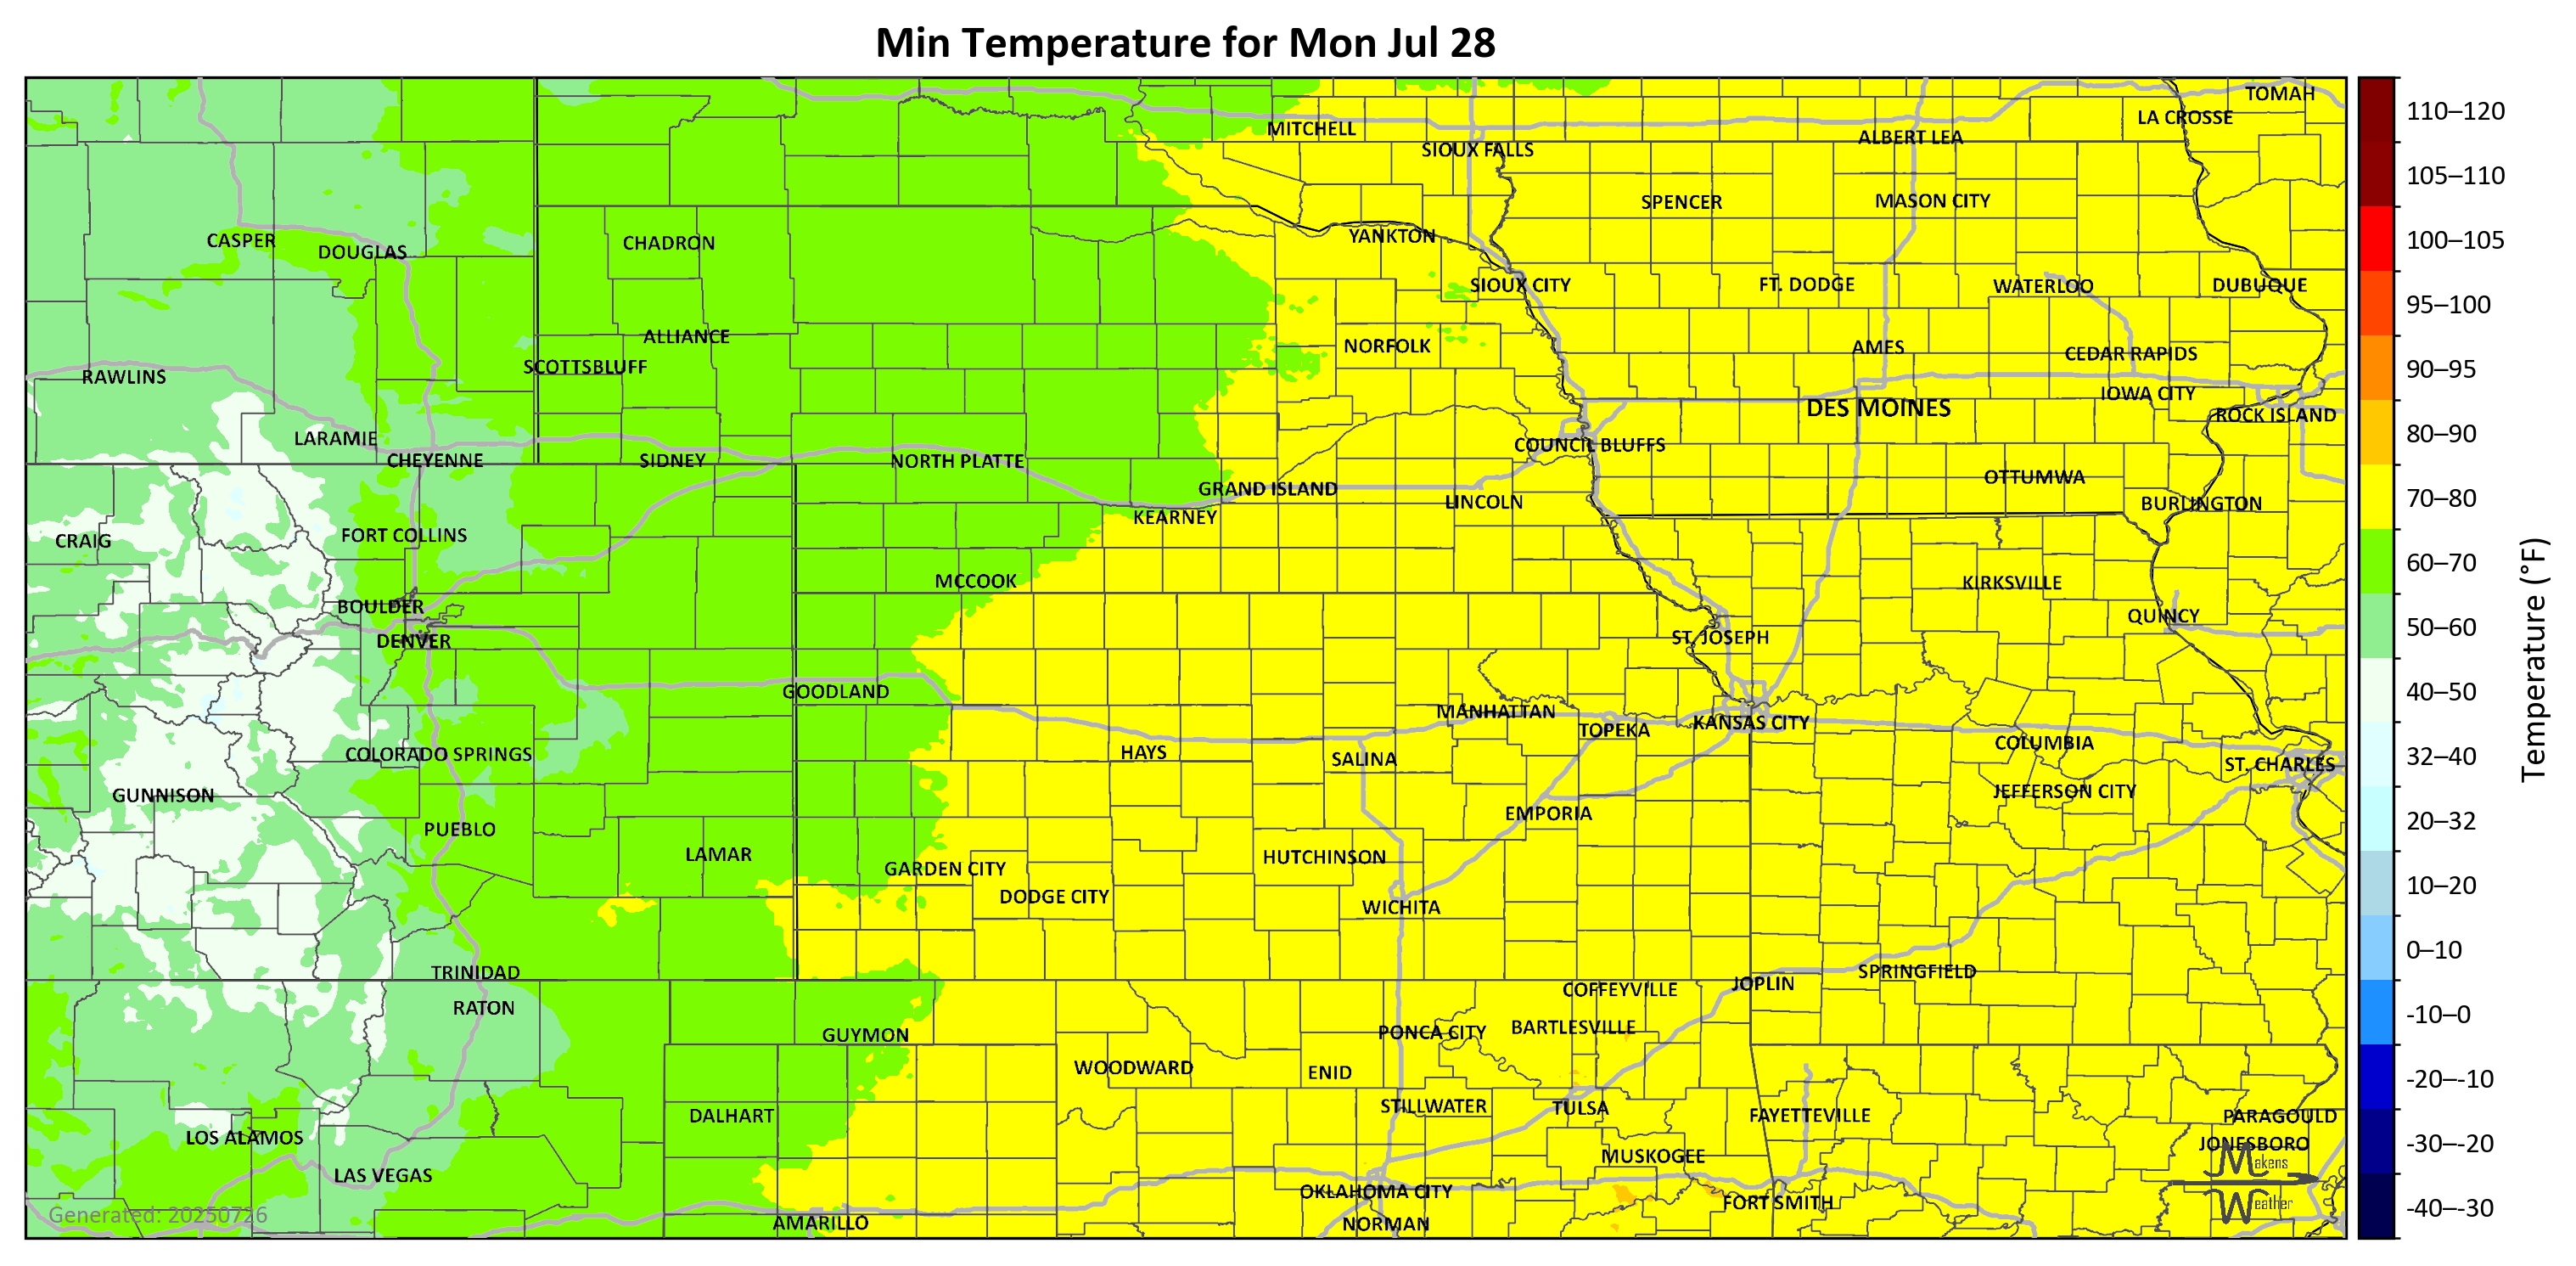 Min Temperature for Mon Jul 28
TOMAH
LA CROSSE
MITCHELL
ALBERT LEA
SIOUX FALLS
SPENCER
MASON CITY
CASPER
DOUGLAS
CHADRON
YANKTON
SIOUX CITY
FT. DODGE
WATERLOO
DUBUQUE
ALLIANCE
NORFOLK
AMES
CEDAR RAPIDS
SCOTTSBLUFF
RAWLINS
IOWA CITY
DES MOINES
ROCK ISLAND
LARAMIE
COUNCIL BLUFFS
CHEYENNE
SIDNEY
NORTH PLATTE
OTTUMWA
GRAND ISLAND
LINCOLN
BURLINGTON
KEARNEY
CRAIG
FORT COLLINS
MCCOOK
KIRKSVILLE
BOULDER
QUINCY
DENVER
ST. JOSEPH
GOODLAND
MANHATTAN
TOPEKA
KANSAS CITY
COLORADO SPRINGS
HAYS
SALINA
COLUMBIA
ST. CHARLES
GUNNISON
JEFFERSON CITY
EMPORIA
PUEBLO
LAMAR
HUTCHINSON
GARDEN CITY
DODGE CITY
WICHITA
TRINIDAD
SPRINGFIELD
JOPLIN
COFFEYVILLE
RATON
GUYMON
PONCA CITY
BARTLESVILLE
WOODWARD
ENID
DALHART
STILLWATER
TULSA
FAYETTEVILLE
PARAGOULD
LOS ALAMOS
JONESBORO
LAS VEGAS
MUSKOGEE
OKLAHOMA CITY
FORT SMITH
AMARILLO
NORMAN
Generated: 20250726
Makens
Weather
110–120
105–110
100–105
95–100
90–95
80–90
70–80
60–70
50–60
40–50
32–40
20–32
10–20
0–10
-10–0
-20–-10
-30–-20
-40–-30
Temperature (°F)